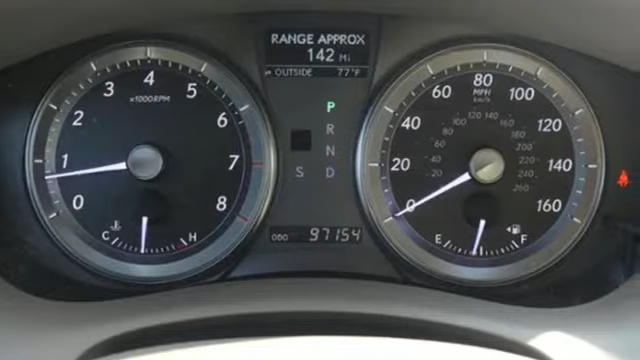 RANGE APPROX
142 Mi
OUTSIDE 77°F
0 1 2 3 4 5 6 7 8
x1000RPM
C H
P
R
N
S D
ODO 97154
0 20 40 60 80 100 120 140 160
MPH
km/h
20 40 60 80 100 120 140 160 180 200 220 240 260
E F